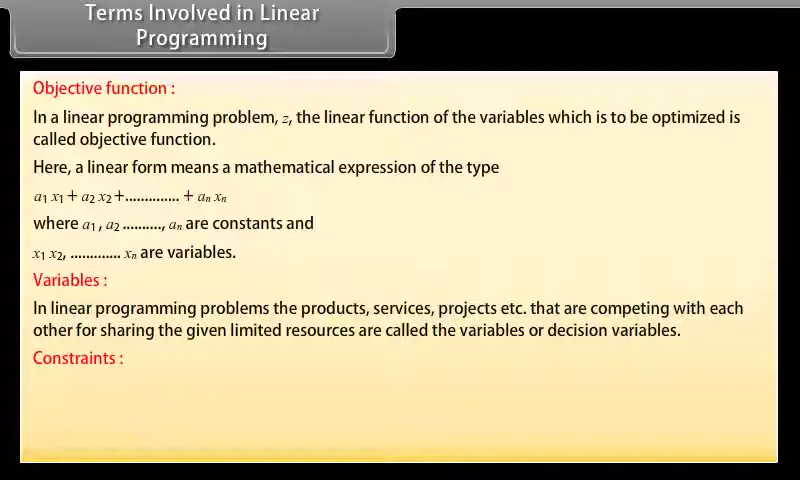 Terms Involved in Linear
Programming
Objective function :
In a linear programming problem, z, the linear function of the variables which is to be optimized is
called objective function.
Here, a linear form means a mathematical expression of the type
a₁ x₁ + a₂ x₂ +.............. + aₙ xₙ
where a₁, a₂ .........., aₙ are constants and
x₁ x₂, ............. xₙ are variables.
Variables :
In linear programming problems the products, services, projects etc. that are competing with each
other for sharing the given limited resources are called the variables or decision variables.
Constraints :